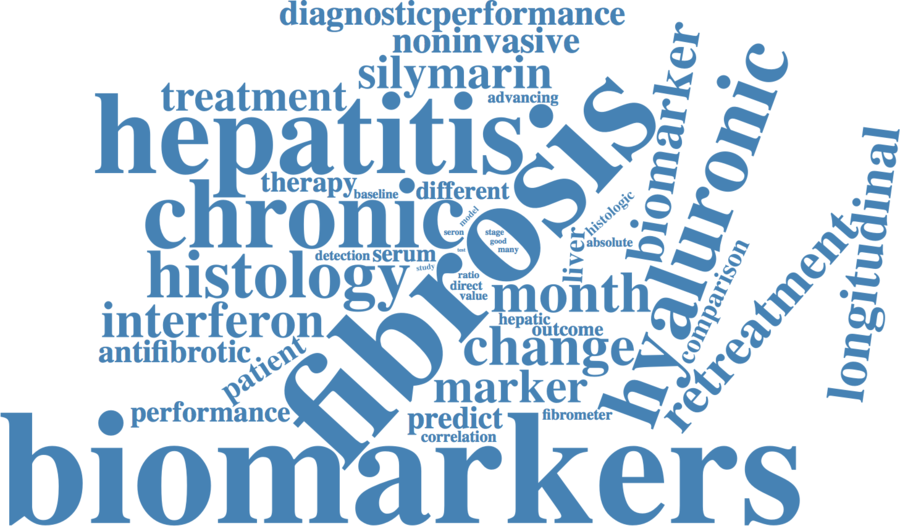 diagnosticperformance
noninvasive
silymarin
advancing
treatment
hepatitis
therapy
baseline
different
chronic
fibrosis
biomarker
hyaluronic
longitudinal
model
histologic
seron
stage
good
many
absolute
liver
detection
serum
study
histology
ratio
direct
value
month
comparison
retreatment
interferon
hepatic
outcome
antifibrotic
change
patient
marker
performance
predict
fibrometer
correlation
biomarkers